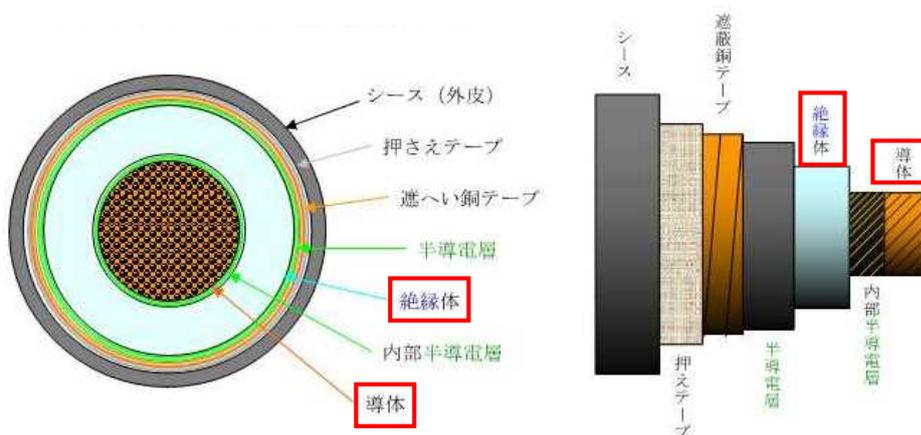 シース（外皮）
押さえテープ
遮へい銅テープ
半導電層
絶縁体
内部半導電層
導体
シース
遮蔽銅テープ
絶縁体
導体
押えテープ
半導電層
内部半導電層